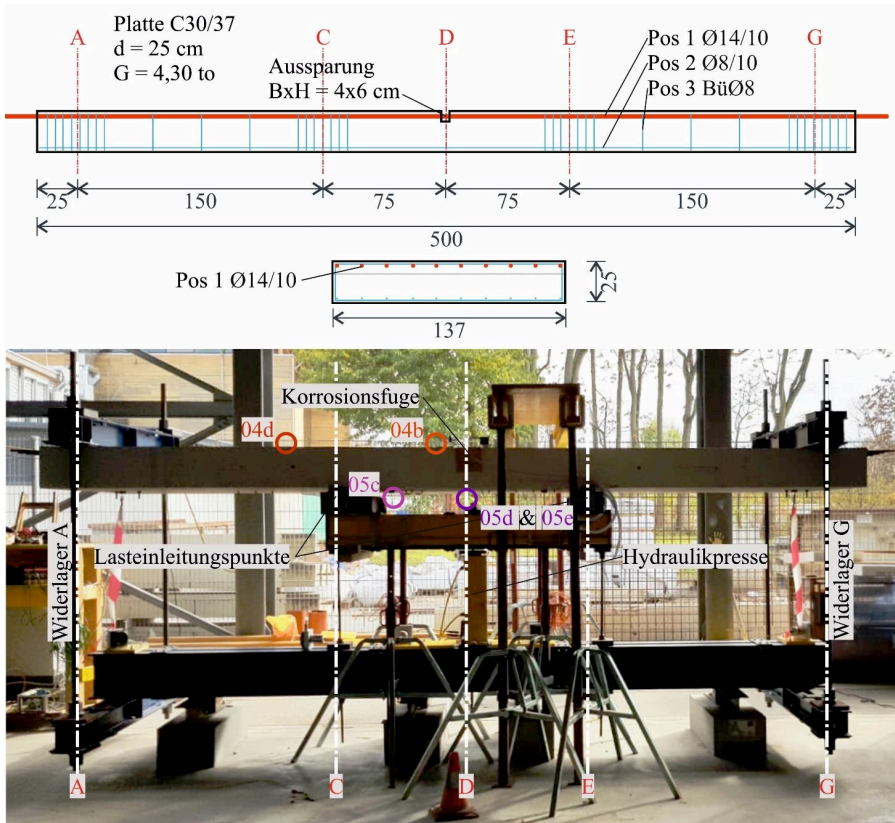 Platte C30/37
d = 25 cm
G = 4,30 to
A
C
D
E
G
Aussparung
BxH = 4x6 cm
Pos 1 Ø14/10
Pos 2 Ø8/10
Pos 3 BüØ8
25
150
75
75
150
25
500
Pos 1 Ø14/10
25
137
Korrosionsfuge
04d
04b
05c
05d & 05e
Lasteinleitungspunkte
Hydraulikpresse
Widerlager A
Widerlager G
A
C
D
E
G